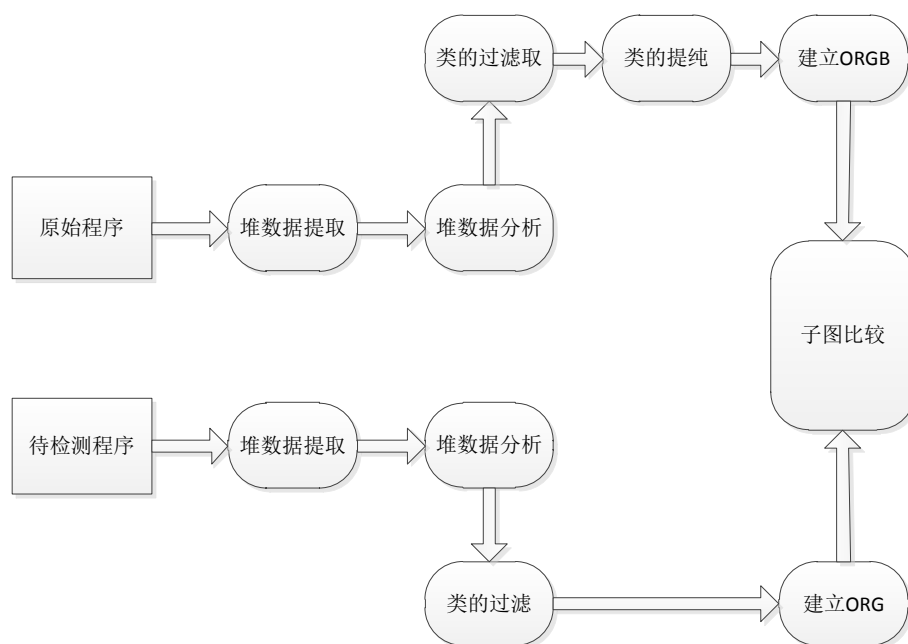 类的过滤取
类的提纯
建立ORGB
原始程序
堆数据提取
堆数据分析
子图比较
待检测程序
堆数据提取
堆数据分析
类的过滤
建立ORG